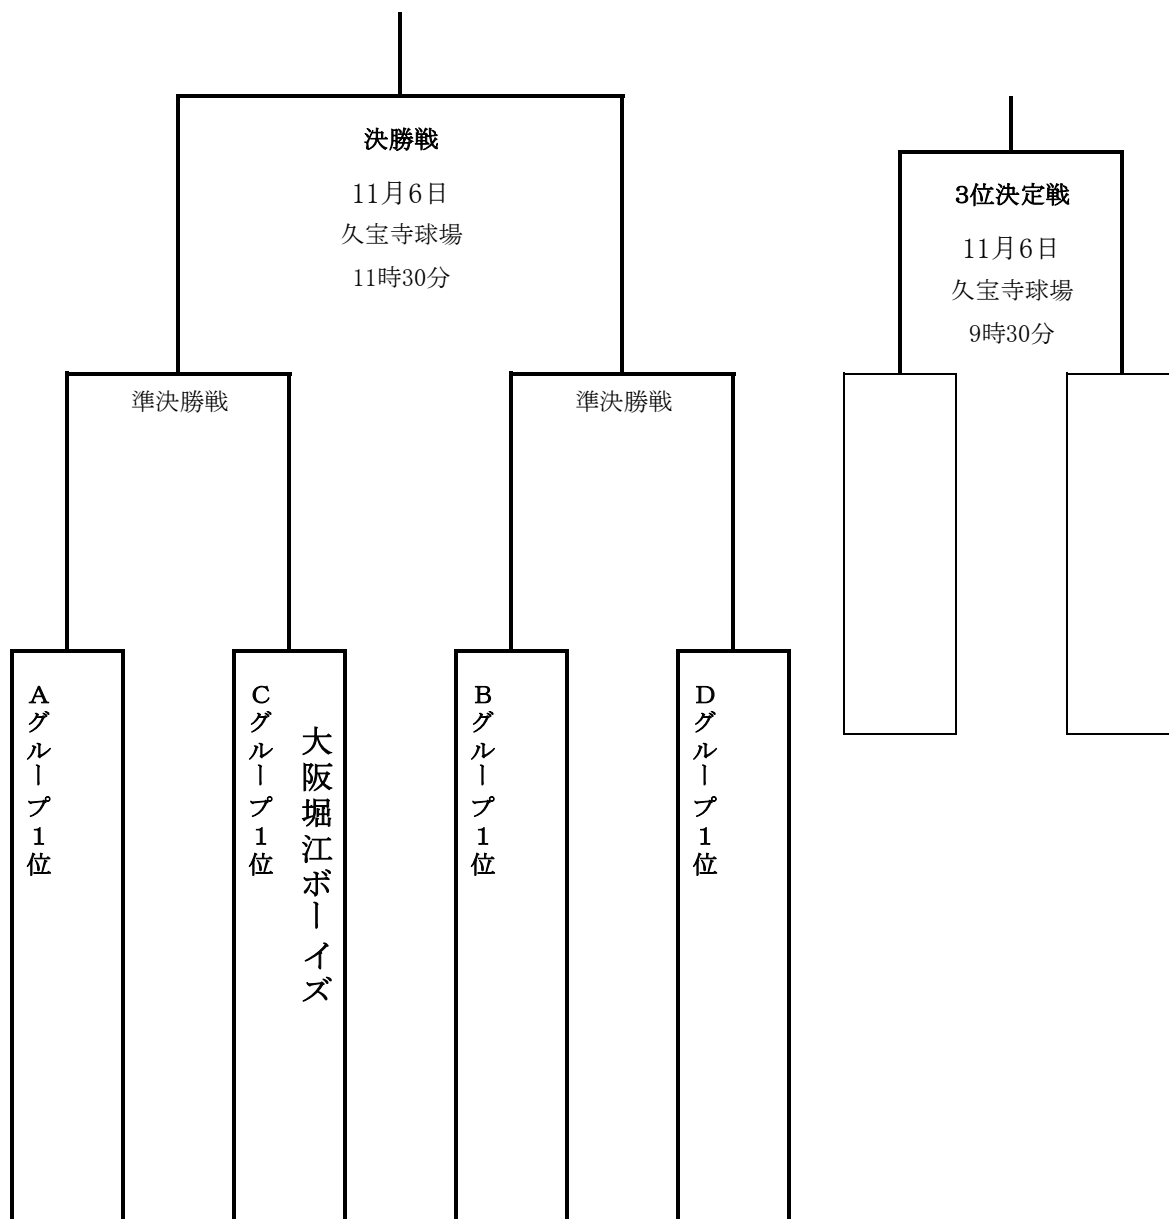 決勝戦
11月6日
久宝寺球場
11時30分
3位決定戦
11月6日
久宝寺球場
9時30分
準決勝戦
準決勝戦
Aグループ1位
Cグループ1位
大阪堀江ボーイズ
Bグループ1位
Dグループ1位